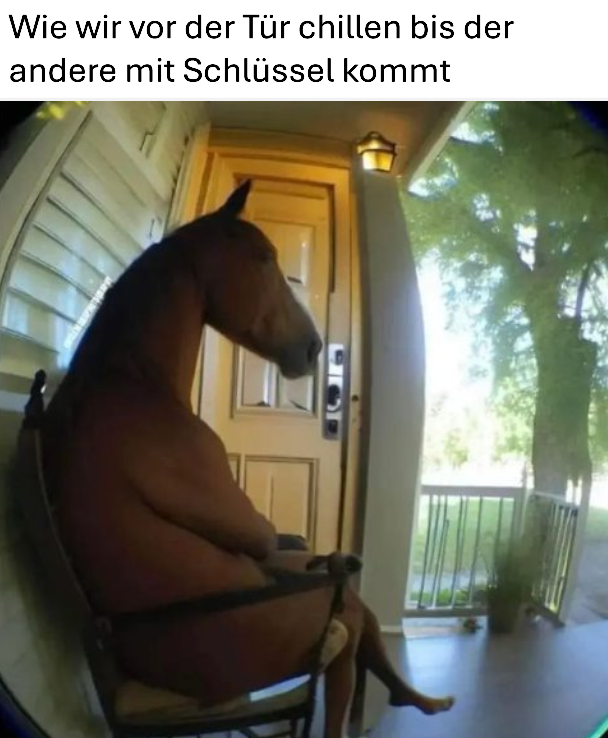 Wie wir vor der Tür chillen bis der
andere mit Schlüssel kommt